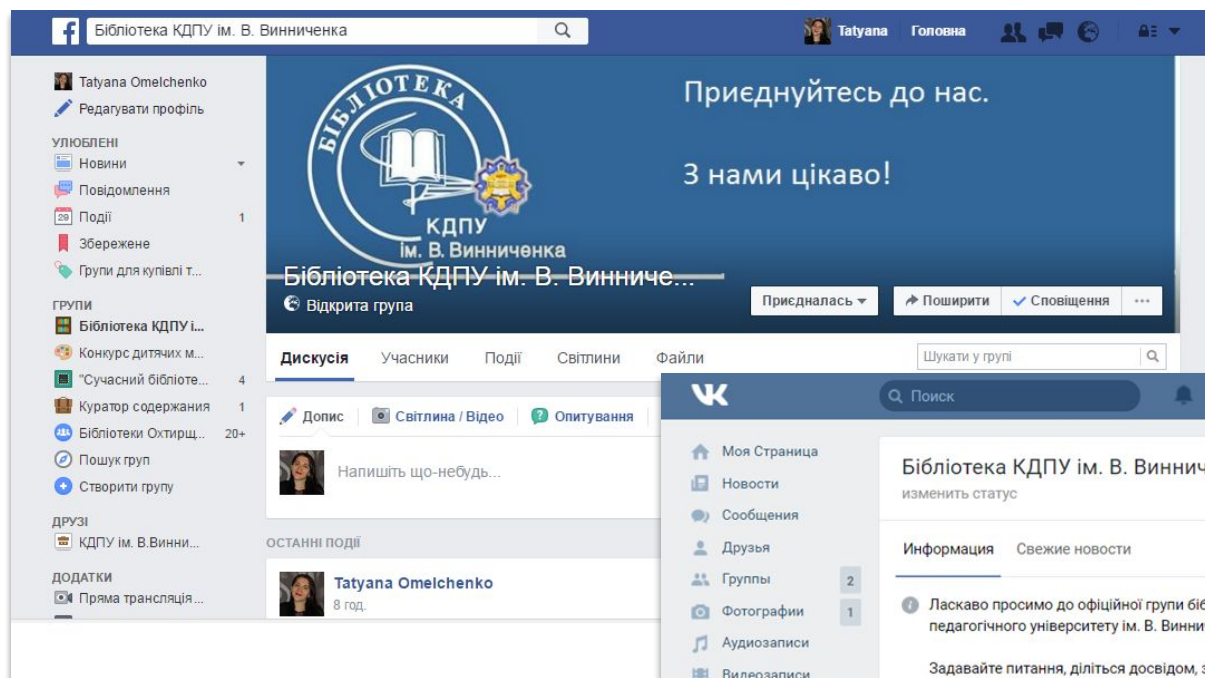 Бібліотека КДПУ ім. В. Винниченка
Tatyana Головна
Tatyana Omelchenko
Редагувати профіль
УЛЮБЛЕНІ
Новини
Повідомлення
29 Події 1
Збережене
Групи для купівлі т...
ГРУПИ
Бібліотека КДПУ і...
Конкурс дитячих м...
"Сучасний бібліоте... 4
Куратор содержания 1
Бібліотеки Охтирщ... 20+
Пошук груп
Створити групу
ДРУЗІ
КДПУ ім. В.Винни...
ДОДАТКИ
Пряма трансляція...
БІБЛІОТЕКА
КДПУ
ім. В. Винниченка
Приєднуйтесь до нас.
З нами цікаво!
Бібліотека КДПУ ім. В. Винниче...
Відкрита група
Приєдналась Поширити Сповіщення ...
Дискусія Учасники Події Світлини Файли
Шукати у групі
Допис Світлина / Відео Опитування
Напишіть що-небудь...
ОСТАННІ ПОДІЇ
Tatyana Omelchenko
8 год.
Поиск
Моя Страница
Новости
Сообщения
Друзья
Группы 2
Фотографии 1
Аудиозаписи
Видеозаписи
Бібліотека КДПУ ім. В. Виннич
изменить статус
Информация Свежие новости
Ласкаво просимо до офіційної групи біб
педагогічного університету ім. В. Винни
Задавайте питання, діліться досвідом, з